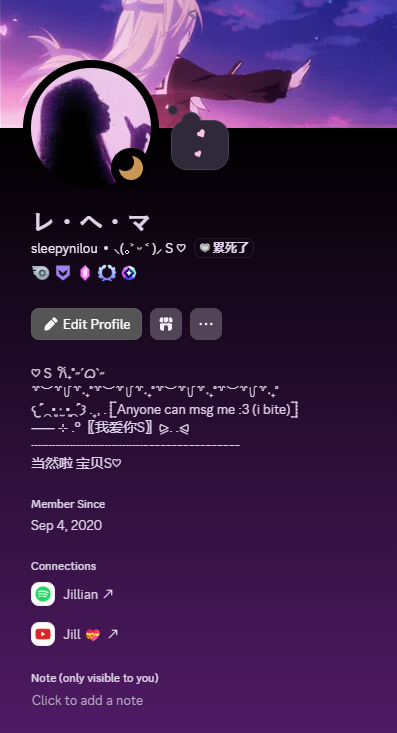 レ・ヘ・マ
sleepynilou • ⸜(｡˃ ᵕ ˂ )⸝ S♡ 累死了
Edit Profile
♡ S
Anyone can msg me :3 (i bite)
—— ⊹ .º〖我爱你S〗
----------------------------------------
当然啦 宝贝S♡
Member Since
Sep 4, 2020
Connections
Jillian ↗
Jill 💝 ↗
Note (only visible to you)
Click to add a note